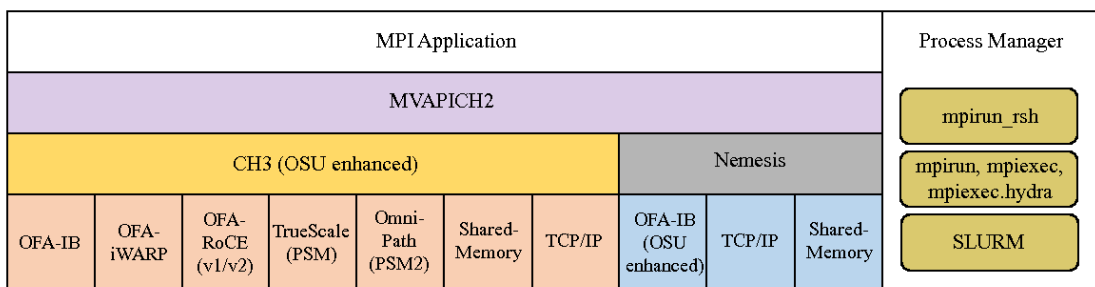 MPI Application
MVAPICH2
CH3 (OSU enhanced)
Nemesis
OFA-IB
OFA-
iWARP
OFA-
RoCE
(v1/v2)
TrueScale
(PSM)
Omni-
Path
(PSM2)
Shared-
Memory
TCP/IP
OFA-IB
(OSU
enhanced)
TCP/IP
Shared-
Memory
Process Manager
mpirun_rsh
mpirun, mpiexec,
mpiexec.hydra
SLURM